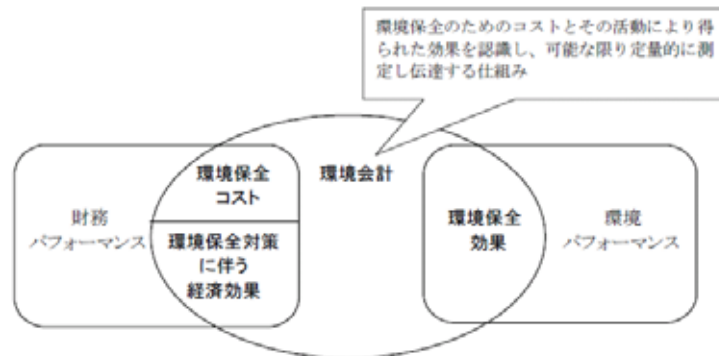 環境保全のためのコストとその活動により得
られた効果を認識し、可能な限り定量的に測
定し伝達する仕組み
環境保全
コスト
環境会計
財務
パフォーマンス
環境保全対策
に伴う
経済効果
環境保全
効果
環境
パフォーマンス